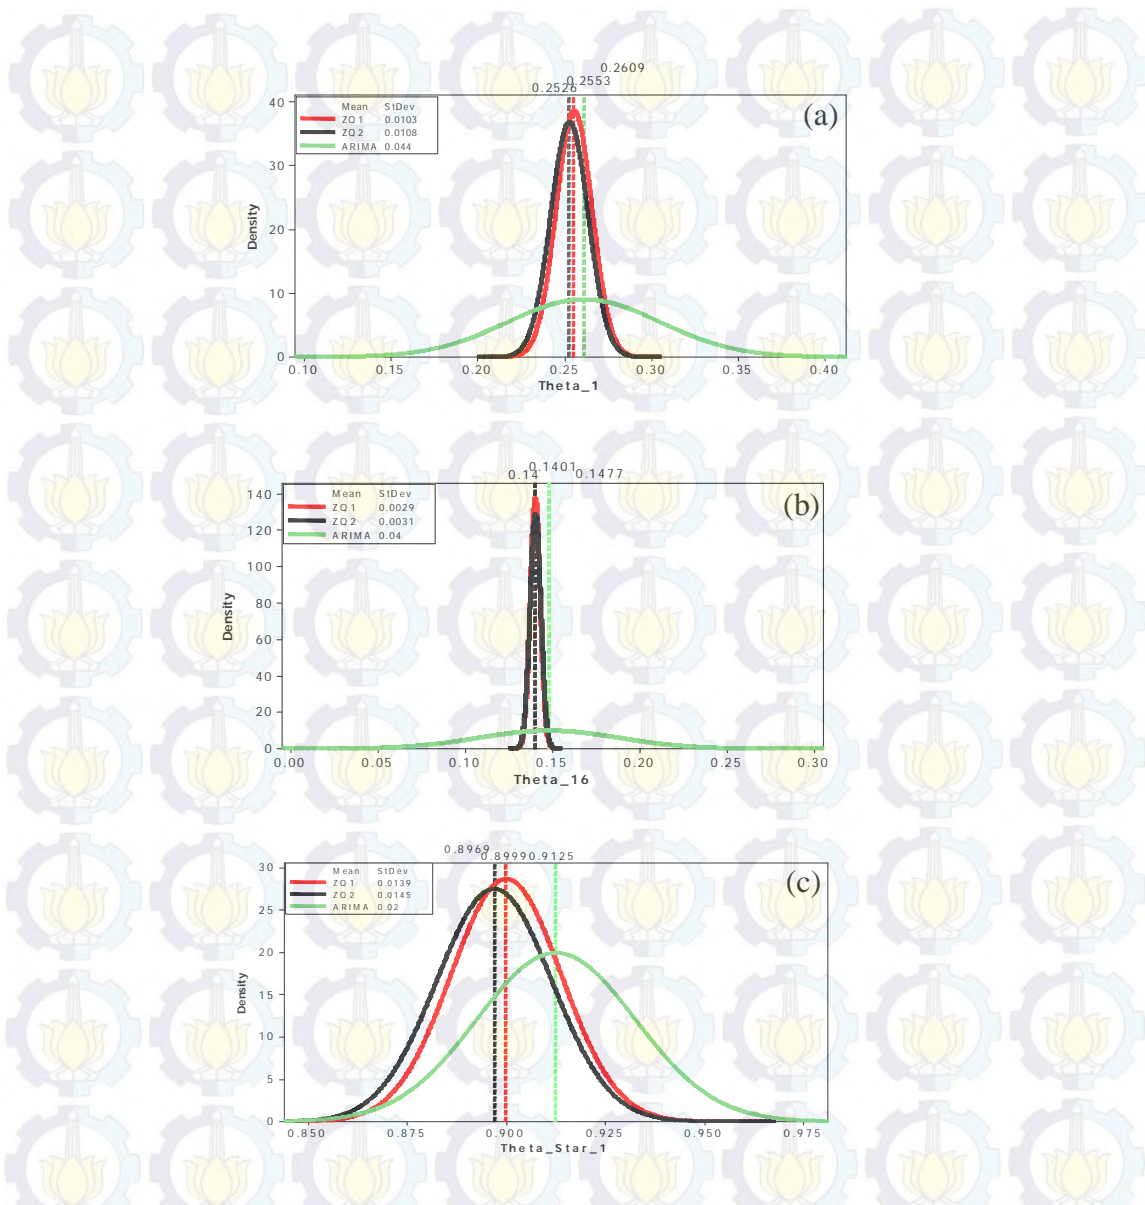 0.2609
0.2553
0.2526
(a)
Mean StDev
ZQ1 0.0103
ZQ2 0.0108
ARIMA 0.044
40
30
20
10
0
Density
0.10 0.15 0.20 0.25 0.30 0.35 0.40
Theta_1
0.1401
0.14 0.1477
(b)
Mean StDev
ZQ1 0.0029
ZQ2 0.0031
ARIMA 0.04
140
120
100
80
60
40
20
0
Density
0.00 0.05 0.10 0.15 0.20 0.25 0.30
Theta_16
0.8969
0.8999 0.9125
(c)
Mean StDev
ZQ1 0.0139
ZQ2 0.0145
ARIMA 0.02
30
25
20
15
10
5
0
Density
0.850 0.875 0.900 0.925 0.950 0.975
Theta_Star_1